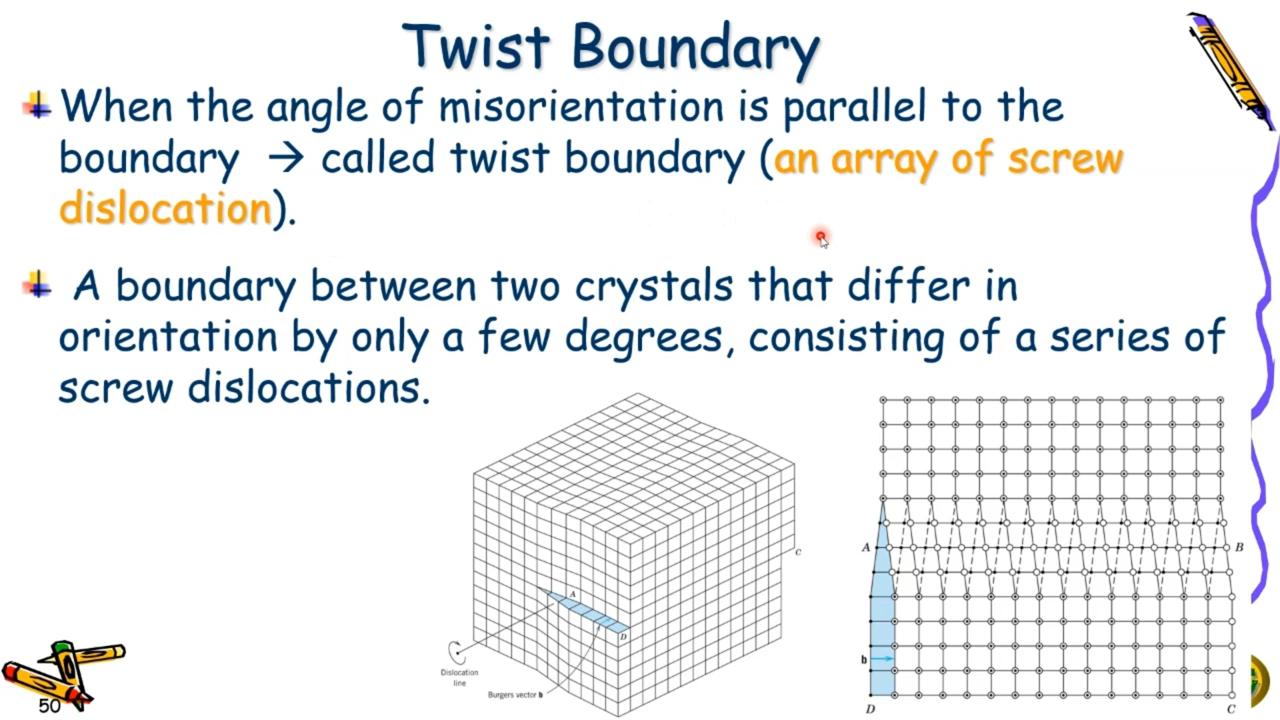 Twist Boundary
When the angle of misorientation is parallel to the
boundary → called twist boundary (an array of screw
dislocation).
A boundary between two crystals that differ in
orientation by only a few degrees, consisting of a series of
screw dislocations.
A
D
C
Dislocation
line
Burgers vector b
A
B
b
D
C
50